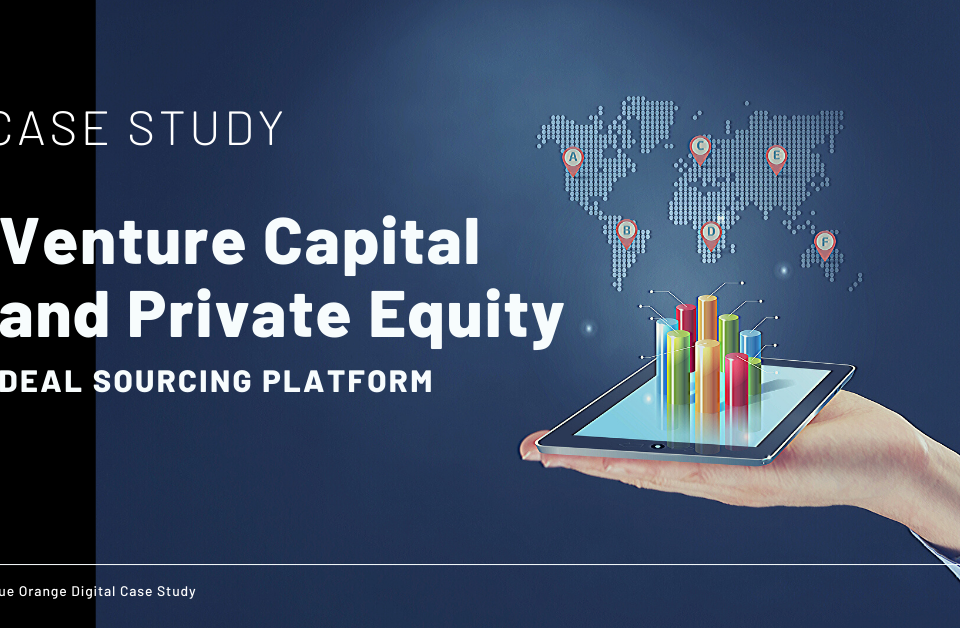 CASE STUDY
Venture Capital
and Private Equity
DEAL SOURCING PLATFORM
A
C
E
B
D
F
ue Orange Digital Case Study